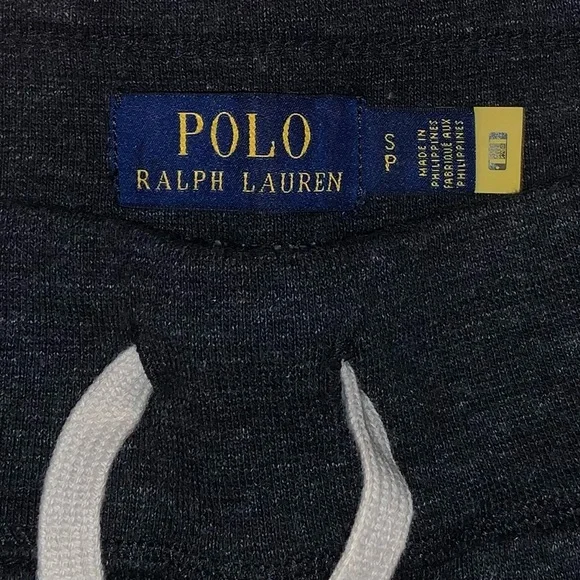 POLO
RALPH LAUREN
S
P
MADE IN
PHILIPPINES
FABRIQUÉ AUX
PHILIPPINES